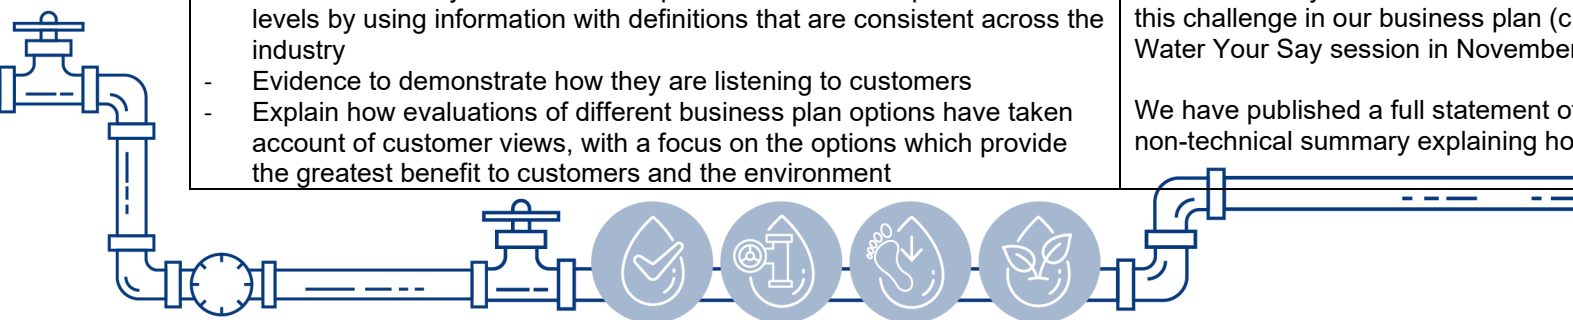 levels by using information with definitions that are consistent across the
industry
- Evidence to demonstrate how they are listening to customers
- Explain how evaluations of different business plan options have taken
account of customer views, with a focus on the options which provide
the greatest benefit to customers and the environment
this challenge in our business plan (c
Water Your Say session in November
We have published a full statement of
non-technical summary explaining ho